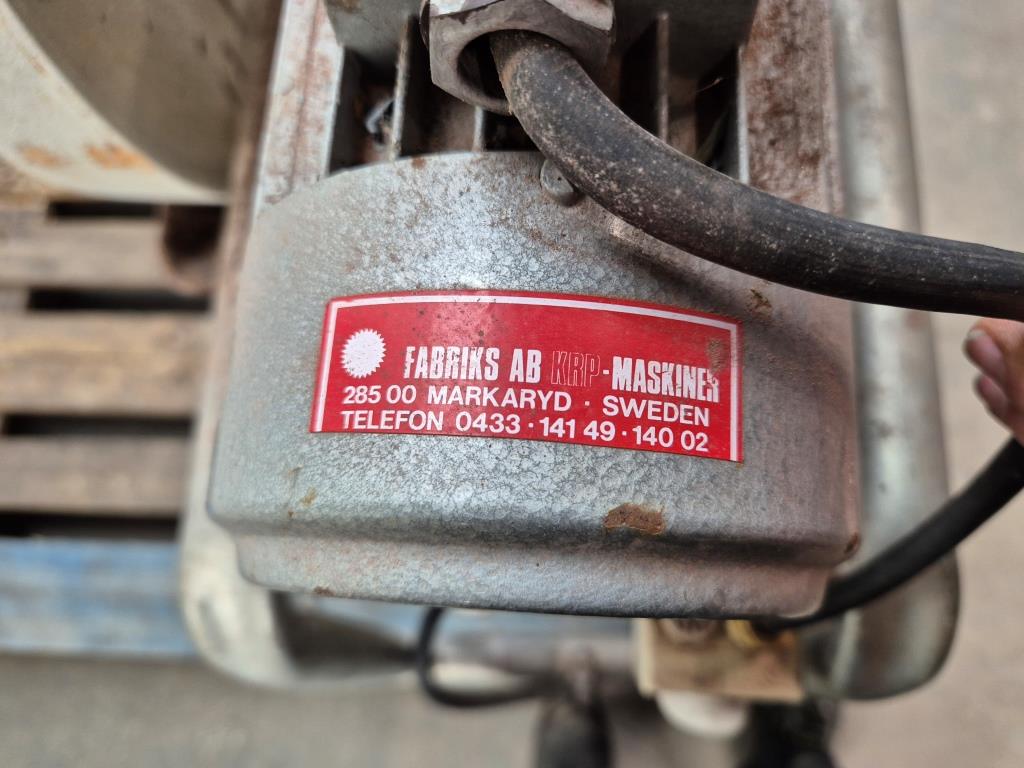 FABRIKS AB KRP-MASKINER
285 00 MARKARYD · SWEDEN
TELEFON 0433 · 141 49 · 140 02